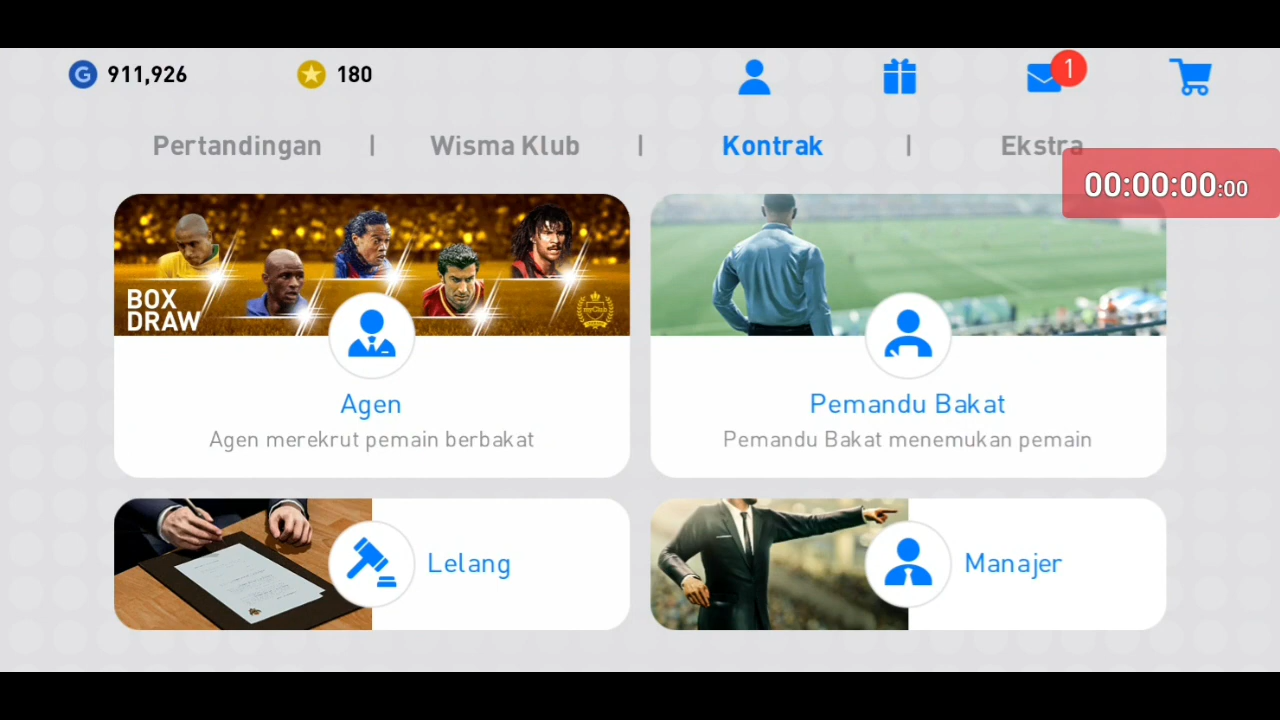 G 911,926
180
1
Pertandingan | Wisma Klub | Kontrak | Ekstra
00:00:00:00
BOX
DRAW
myClub
Agen
Agen merekrut pemain berbakat
Pemandu Bakat
Pemandu Bakat menemukan pemain
Lelang
Manajer